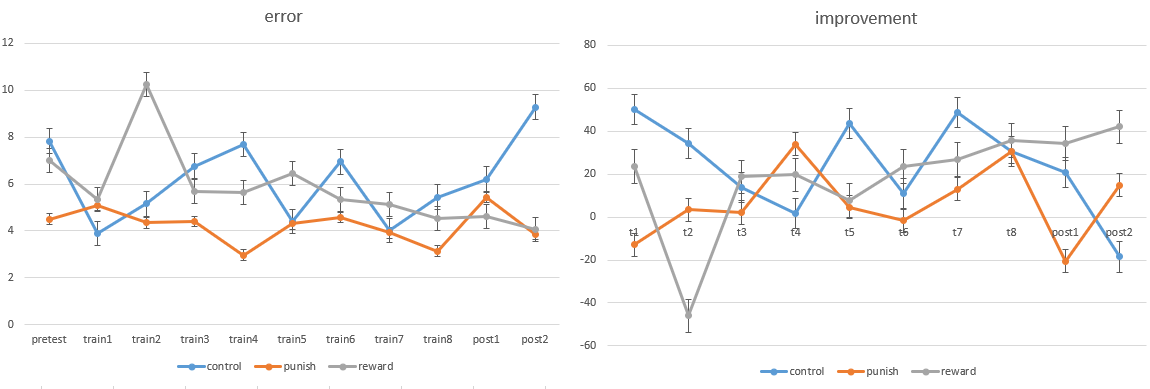 error
12
10
8
6
4
2
0
pretest train1 train2 train3 train4 train5 train6 train7 train8 post1 post2
control punish reward
improvement
80
60
40
20
0
t1 t2 t3 t4 t5 t6 t7 t8 post1 post2
-20
-40
-60
control punish reward